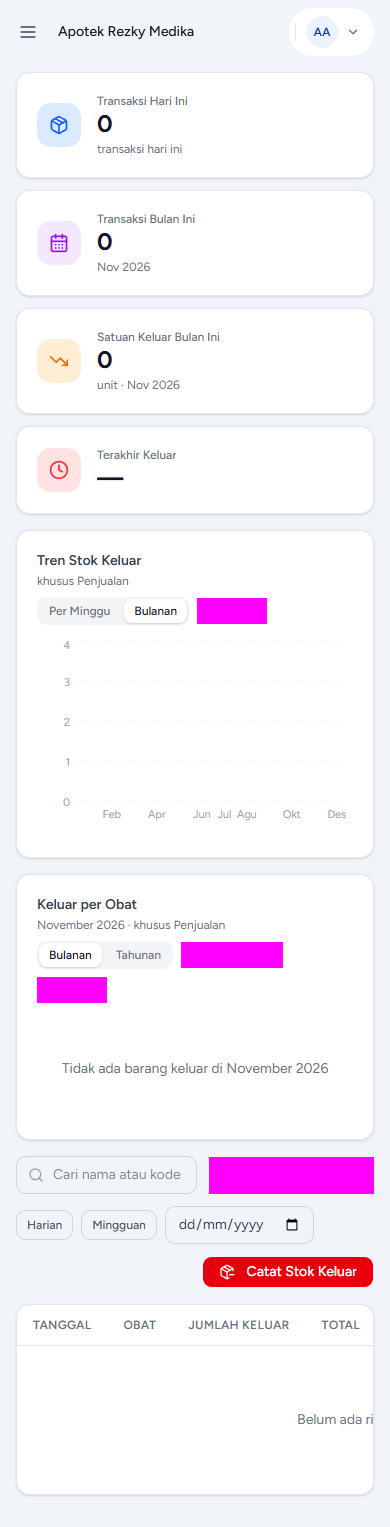 Apotek Rezky Medika
AA
Transaksi Hari Ini
0
transaksi hari ini
Transaksi Bulan Ini
0
Nov 2026
Satuan Keluar Bulan Ini
0
unit · Nov 2026
Terakhir Keluar
—
Tren Stok Keluar
khusus Penjualan
Per Minggu Bulanan
4
3
2
1
0
Feb Apr Jun Jul Agu Okt Des
Keluar per Obat
November 2026 · khusus Penjualan
Bulanan Tahunan
Tidak ada barang keluar di November 2026
Cari nama atau kode
Harian Mingguan dd/mm/yyyy
Catat Stok Keluar
TANGGAL OBAT JUMLAH KELUAR TOTAL
Belum ada ri